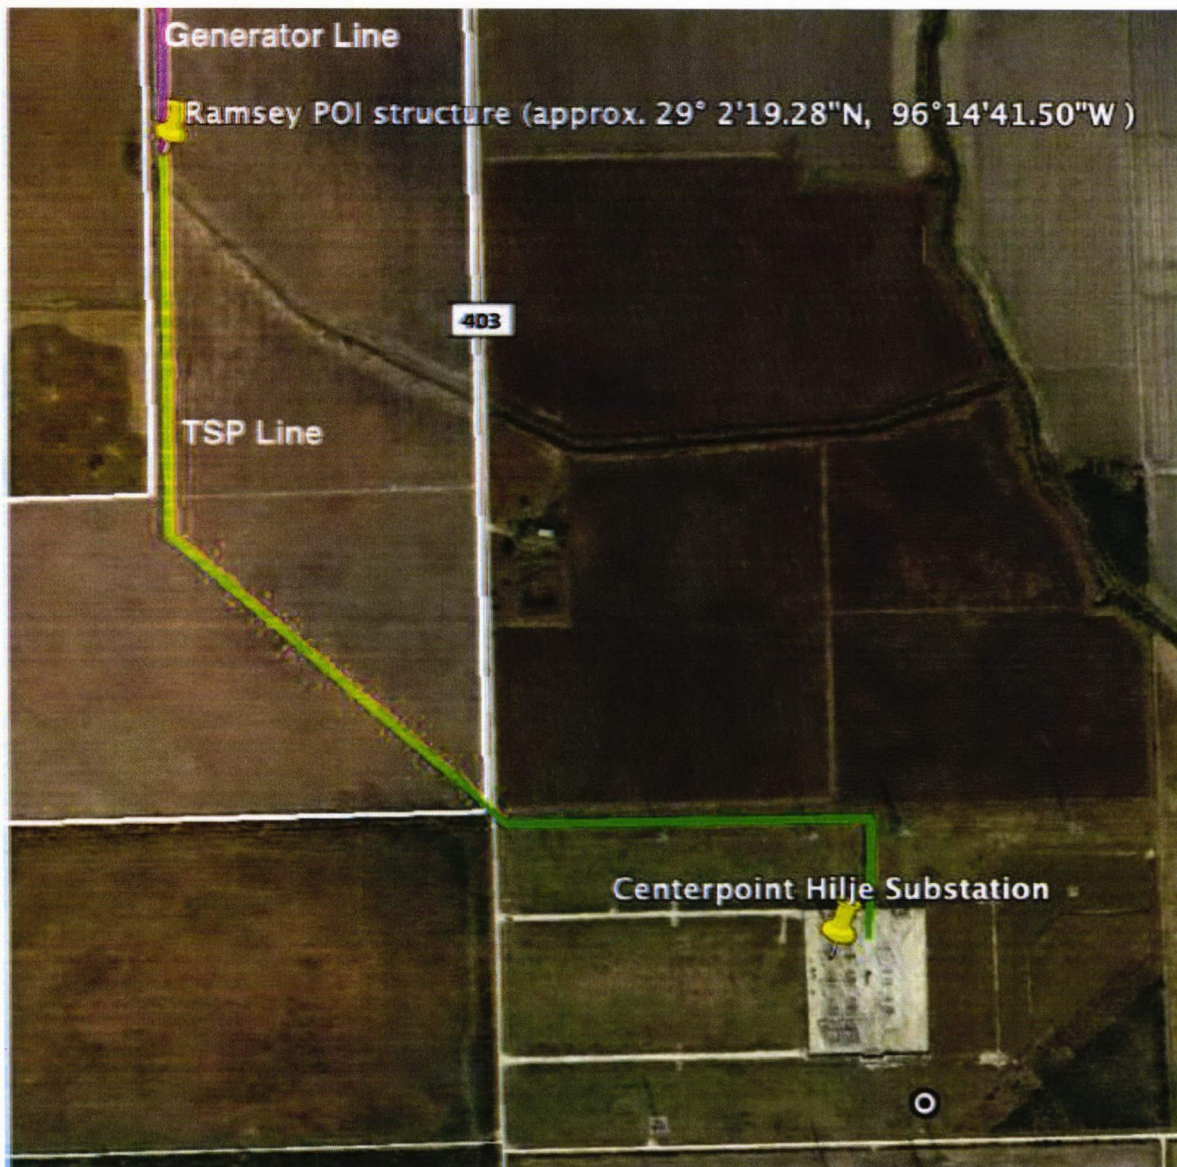 Generator Line
Ramsey POI structure (approx. 29° 2'19.28"N, 96°14'41.50"W )
403
TSP Line
Centerpoint Hilje Substation